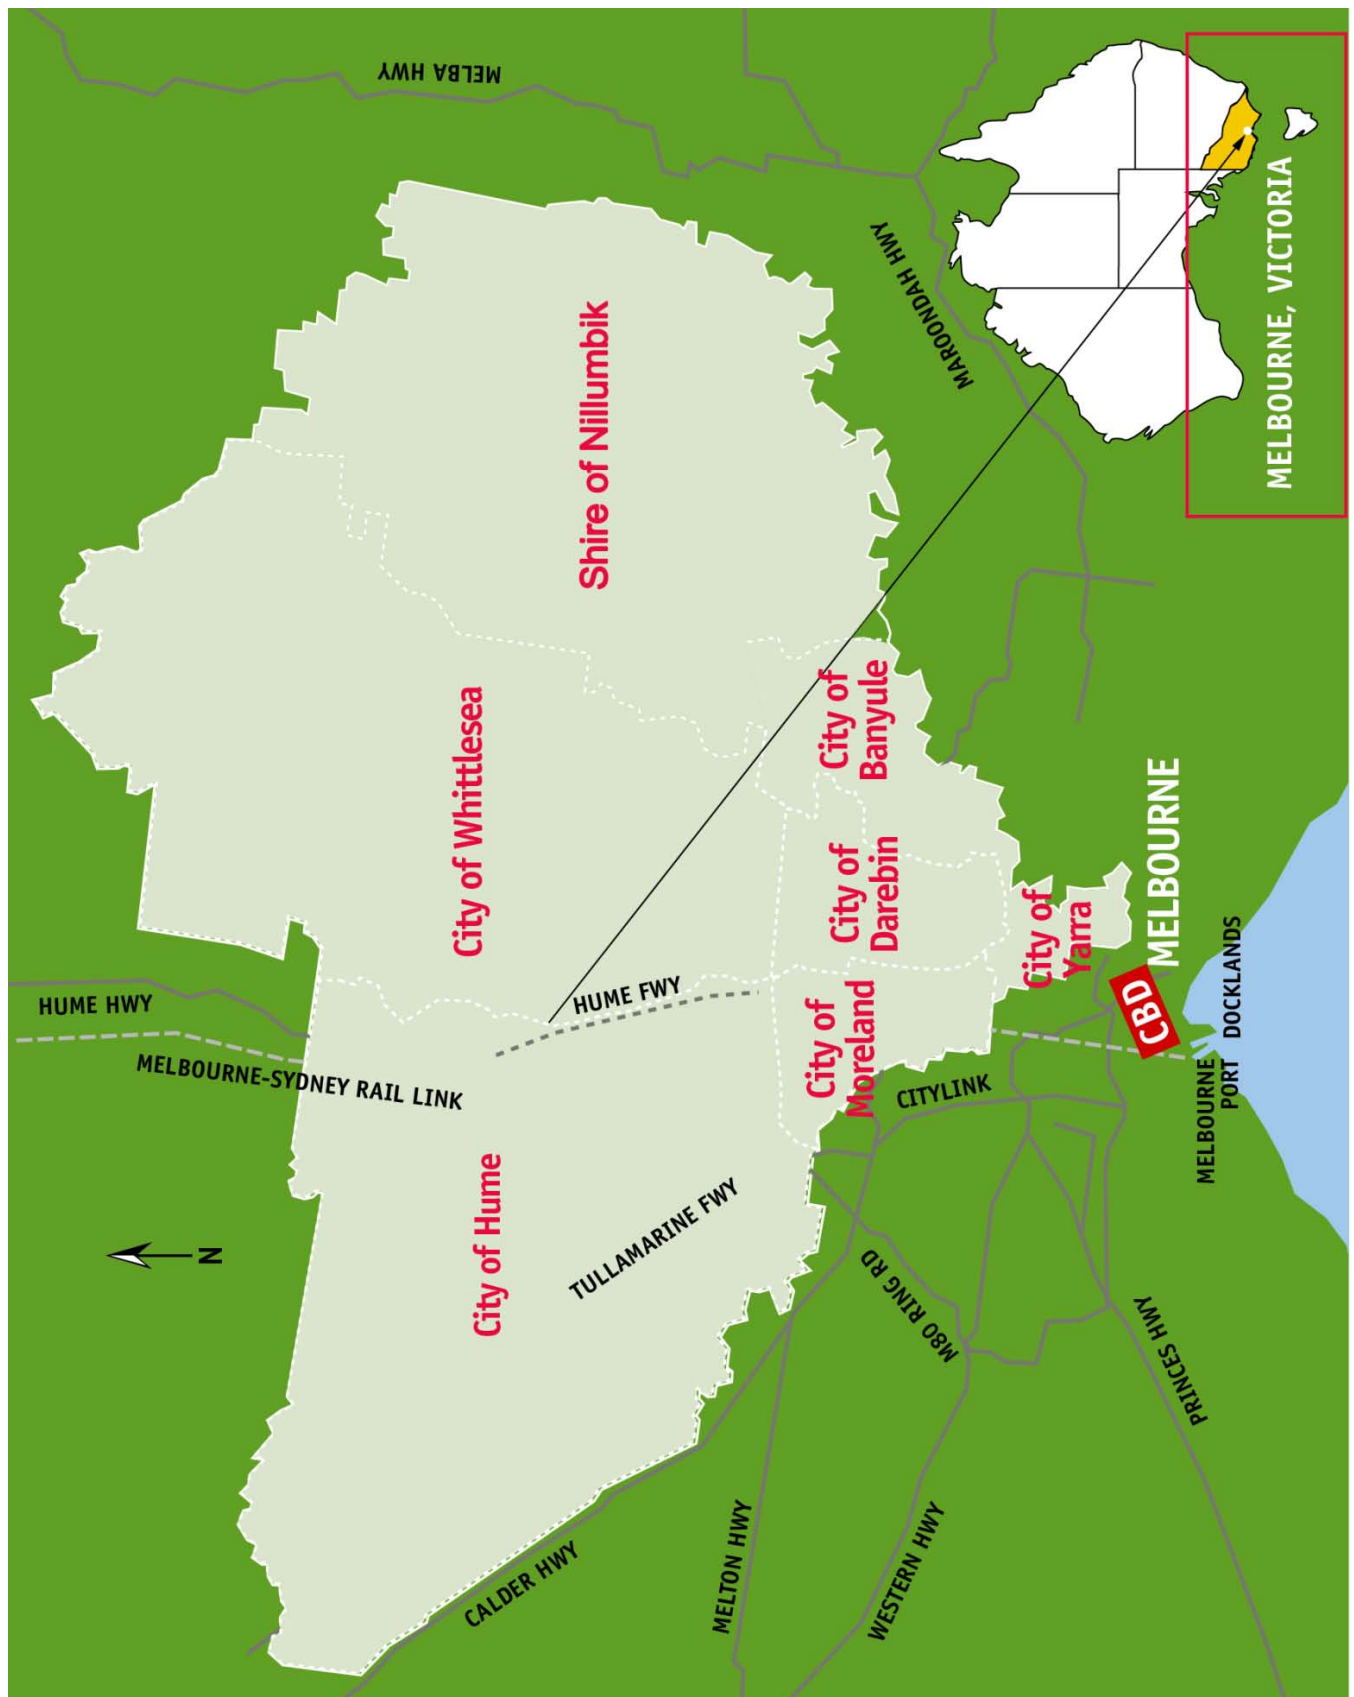 HUME HWY
MELBOURNE-SYDNEY RAIL LINK
N
MELBA HWY
City of Hume
City of Whittlesea
Shire of Nillumbik
CALDER HWY
TULLAMARINE FWY
HUME FWY
MELTON HWY
City of
Moreland
City of
Darebin
City of
Banyule
WESTERN HWY
M80 RING RD
CITYLINK
MAROONDAH HWY
City of
Yarra
PRINCES HWY
CBD
MELBOURNE
MELBOURNE
PORT
DOCKLANDS
MELBOURNE, VICTORIA